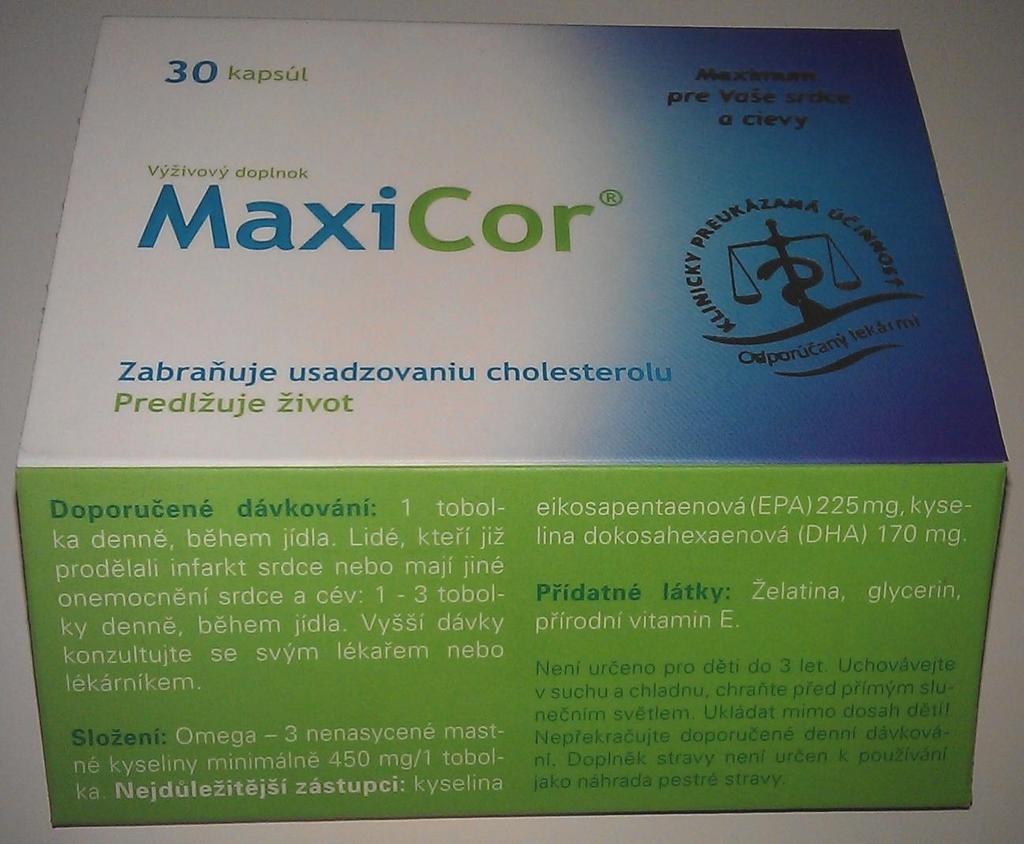 30 kapsúl
Maximum
pre Vaše srdce
a cievy
Výživový doplnok
MaxiCor®
KLINICKY PREUKÁZANÁ ÚČINNOSŤ
Odporúčaný lekármi
Zabraňuje usadzovaniu cholesterolu
Predlžuje život
Doporučené dávkování: 1 tobol-
ka denně, během jídla. Lidé, kteří již
prodělali infarkt srdce nebo mají jiné
onemocnění srdce a cév: 1 - 3 tobol-
ky denně, během jídla. Vyšší dávky
konzultujte se svým lékařem nebo
lékárníkem.
Složení: Omega – 3 nenasycené mast-
né kyseliny minimálně 450 mg/1 tobol-
ka. Nejdůležitější zástupci: kyselina
eikosapentaenová (EPA) 225 mg, kyse-
lina dokosahexaenová (DHA) 170 mg.
Přídatné látky: Želatina, glycerin,
přírodní vitamin E.
Není určeno pro děti do 3 let. Uchovávejte
v suchu a chladnu, chraňte před přímým slu-
nečním světlem. Ukládat mimo dosah dětí!
Nepřekračujte doporučené denní dávková-
ní. Doplněk stravy není určen k používání
jako náhrada pestré stravy.